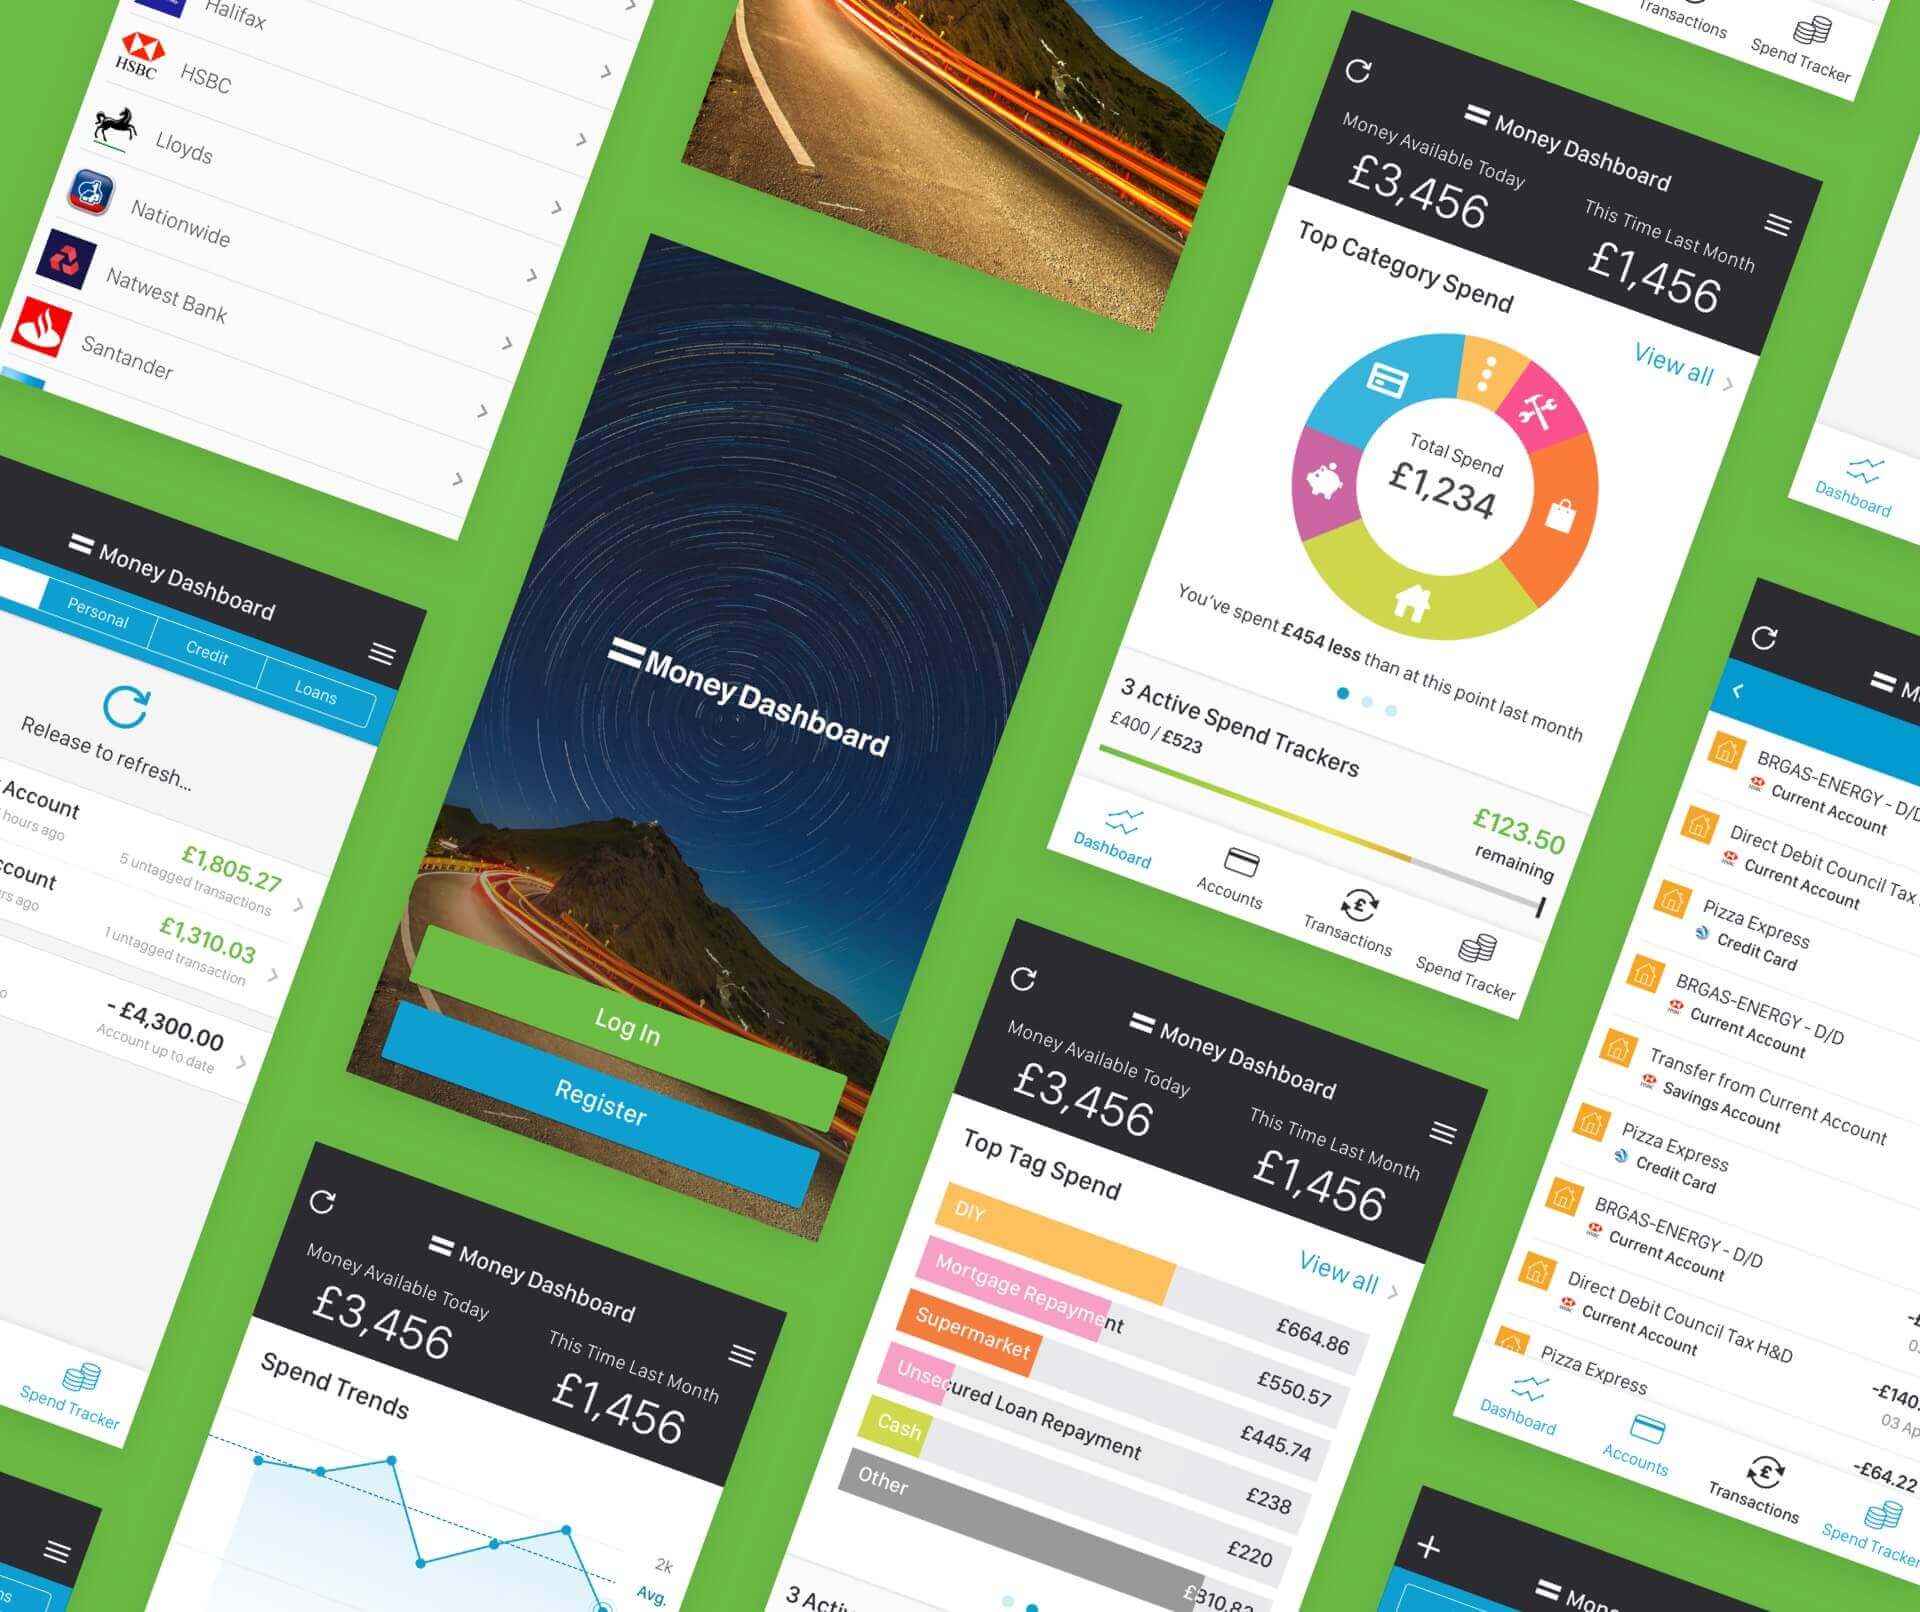 Halifax
HSBC
HSBC
Lloyds
Nationwide
Natwest Bank
Santander
Money Dashboard
Personal
Credit
Loans
Release to refresh...
Account
hours ago
£1,805.27
5 untagged transactions
£1,310.03
1 untagged transaction
- £4,300.00
Account up to date
Spend Tracker
Money Dashboard
Log In
Register
Money Dashboard
Money Available Today
£3,456
This Time Last Month
£1,456
Spend Trends
2k
Avg.
Transactions
Spend Tracker
Money Dashboard
Money Available Today
£3,456
This Time Last Month
£1,456
Top Category Spend
View all
Total Spend
£1,234
You've spent £454 less than at this point last month
3 Active Spend Trackers
£400 / £523
£123.50
remaining
Dashboard
Accounts
Transactions
Spend Tracker
Money Dashboard
Money Available Today
£3,456
This Time Last Month
£1,456
Top Tag Spend
View all
DIY
£664.86
Mortgage Repayment
£550.57
Supermarket
£445.74
Unsecured Loan Repayment
£238
Cash
£220
Other
£310.82
3
Dashboard
BRGAS-ENERGY - D/D
Current Account
Direct Debit Council Tax
Current Account
Pizza Express
Credit Card
BRGAS-ENERGY - D/D
Current Account
Transfer from Current Account
Savings Account
Pizza Express
Credit Card
BRGAS-ENERGY - D/D
Current Account
Direct Debit Council Tax H&D
Current Account
Pizza Express
-£140.
03 Ap
-£64.22
Dashboard
Accounts
Transactions
Spend Tracker